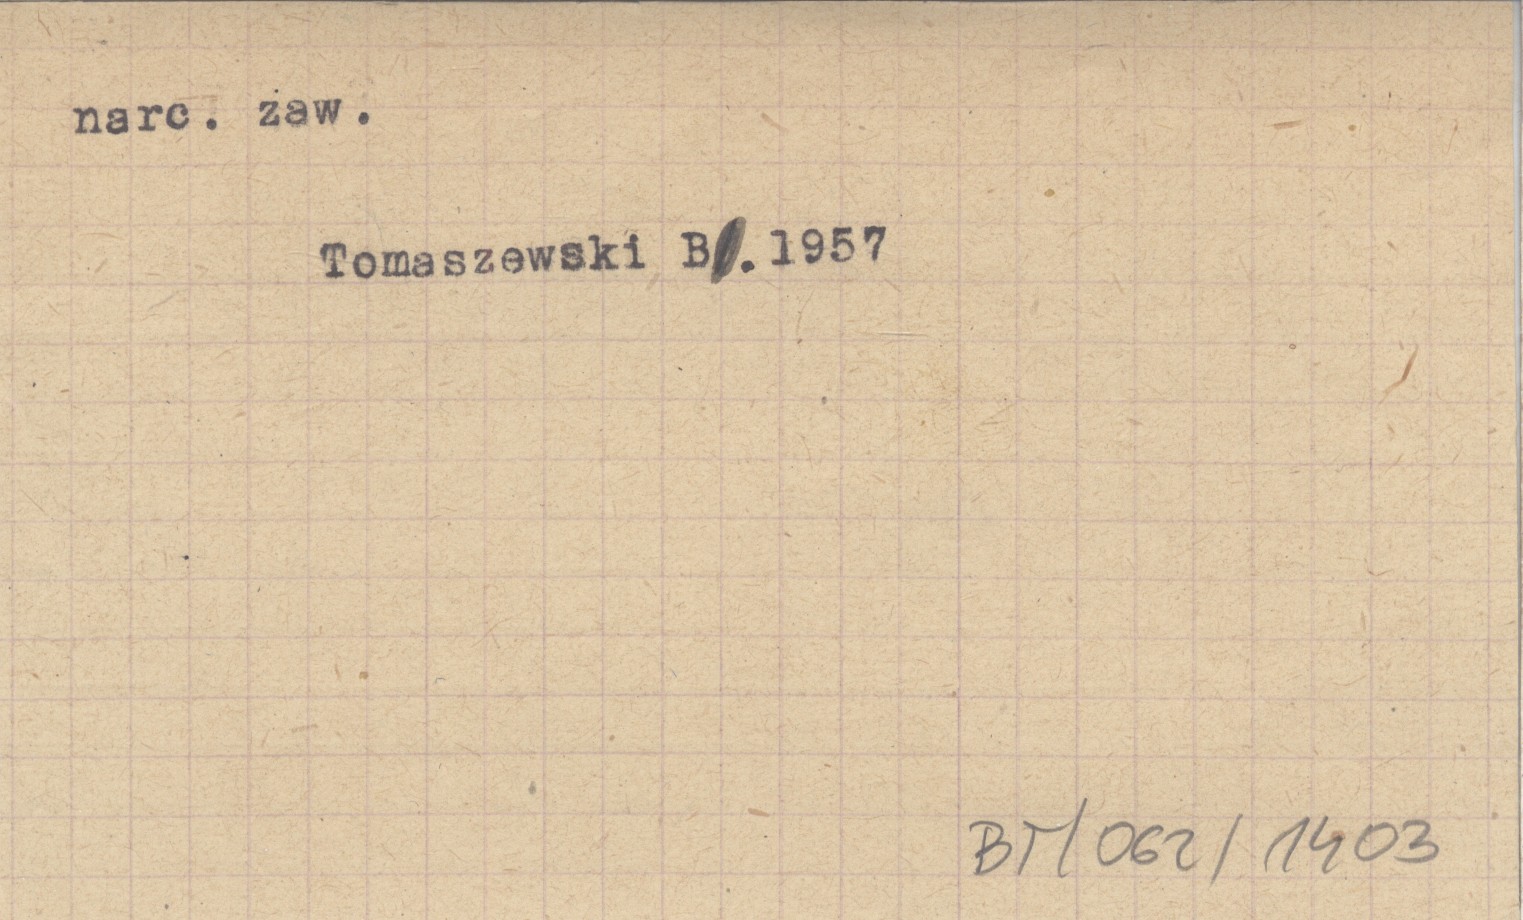 narc. zaw.
Tomaszewski B.1957
BT/062/1403